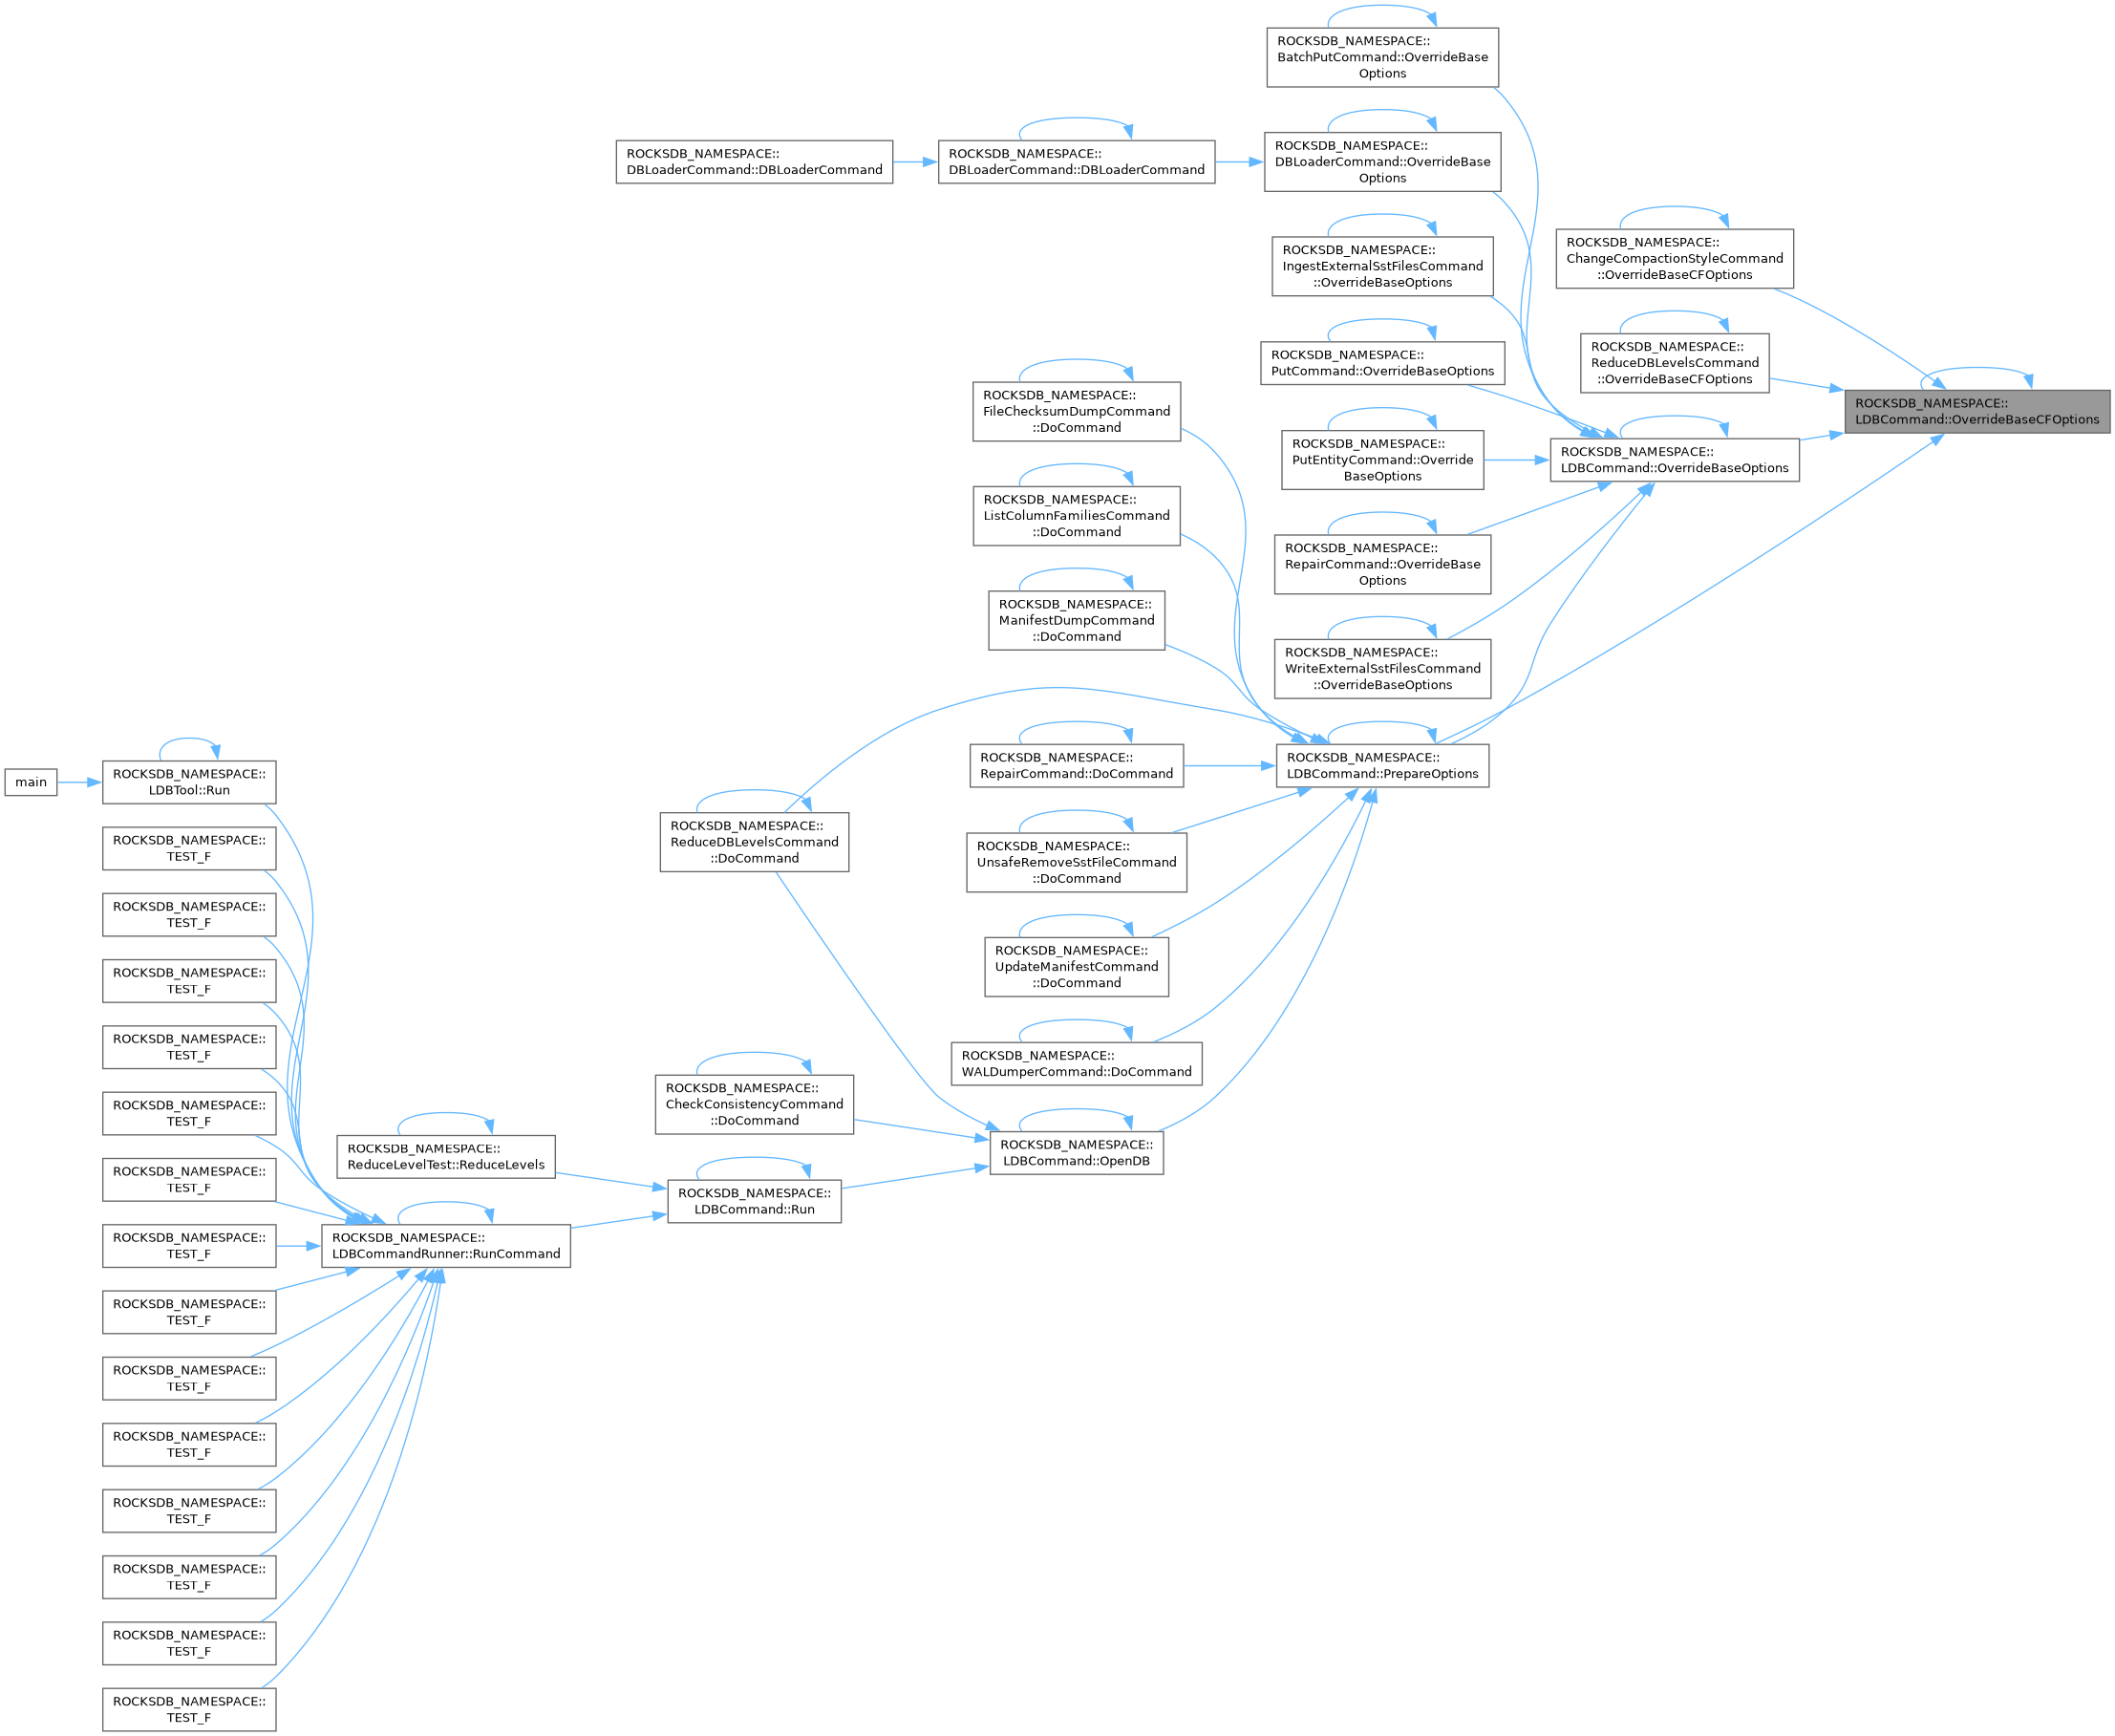 ROCKSDB_NAMESPACE::
BatchPutCommand::OverrideBase
Options
ROCKSDB_NAMESPACE::
DBLoaderCommand::DBLoaderCommand
ROCKSDB_NAMESPACE::
DBLoaderCommand::DBLoaderCommand
ROCKSDB_NAMESPACE::
DBLoaderCommand::OverrideBase
Options
ROCKSDB_NAMESPACE::
IngestExternalSstFilesCommand
::OverrideBaseOptions
ROCKSDB_NAMESPACE::
ChangeCompactionStyleCommand
::OverrideBaseCFOptions
ROCKSDB_NAMESPACE::
PutCommand::OverrideBaseOptions
ROCKSDB_NAMESPACE::
ReduceDBLevelsCommand
::OverrideBaseCFOptions
ROCKSDB_NAMESPACE::
LDBCommand::OverrideBaseCFOptions
ROCKSDB_NAMESPACE::
FileChecksumDumpCommand
::DoCommand
ROCKSDB_NAMESPACE::
PutEntityCommand::Override
BaseOptions
ROCKSDB_NAMESPACE::
LDBCommand::OverrideBaseOptions
ROCKSDB_NAMESPACE::
ListColumnFamiliesCommand
::DoCommand
ROCKSDB_NAMESPACE::
RepairCommand::OverrideBase
Options
ROCKSDB_NAMESPACE::
ManifestDumpCommand
::DoCommand
ROCKSDB_NAMESPACE::
WriteExternalSstFilesCommand
::OverrideBaseOptions
main
ROCKSDB_NAMESPACE::
LDBTool::Run
ROCKSDB_NAMESPACE::
RepairCommand::DoCommand
ROCKSDB_NAMESPACE::
LDBCommand::PrepareOptions
ROCKSDB_NAMESPACE::
TEST_F
ROCKSDB_NAMESPACE::
ReduceDBLevelsCommand
::DoCommand
ROCKSDB_NAMESPACE::
UnsafeRemoveSstFileCommand
::DoCommand
ROCKSDB_NAMESPACE::
TEST_F
ROCKSDB_NAMESPACE::
UpdateManifestCommand
::DoCommand
ROCKSDB_NAMESPACE::
TEST_F
ROCKSDB_NAMESPACE::
TEST_F
ROCKSDB_NAMESPACE::
WALDumperCommand::DoCommand
ROCKSDB_NAMESPACE::
TEST_F
ROCKSDB_NAMESPACE::
CheckConsistencyCommand
::DoCommand
ROCKSDB_NAMESPACE::
ReduceLevelTest::ReduceLevels
ROCKSDB_NAMESPACE::
LDBCommand::OpenDB
ROCKSDB_NAMESPACE::
TEST_F
ROCKSDB_NAMESPACE::
LDBCommand::Run
ROCKSDB_NAMESPACE::
TEST_F
ROCKSDB_NAMESPACE::
LDBCommandRunner::RunCommand
ROCKSDB_NAMESPACE::
TEST_F
ROCKSDB_NAMESPACE::
TEST_F
ROCKSDB_NAMESPACE::
TEST_F
ROCKSDB_NAMESPACE::
TEST_F
ROCKSDB_NAMESPACE::
TEST_F
ROCKSDB_NAMESPACE::
TEST_F
ROCKSDB_NAMESPACE::
TEST_F